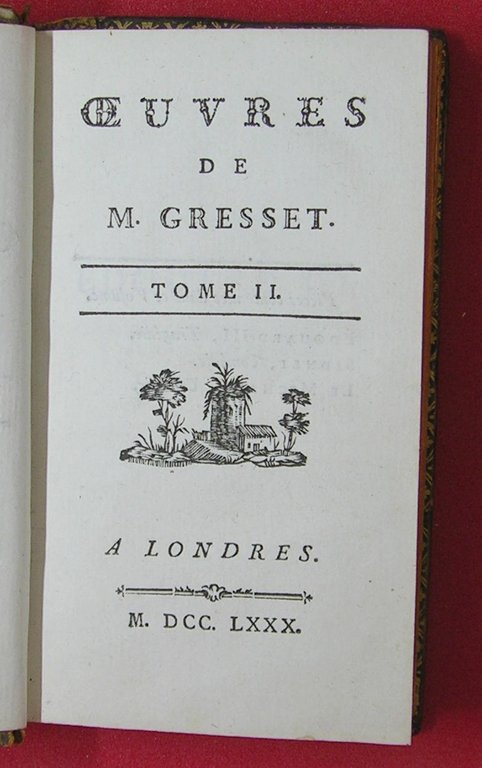 ŒUVRES
DE
M. GRESSET.
TOME II.
A LONDRES.
M. DCC. LXXX.